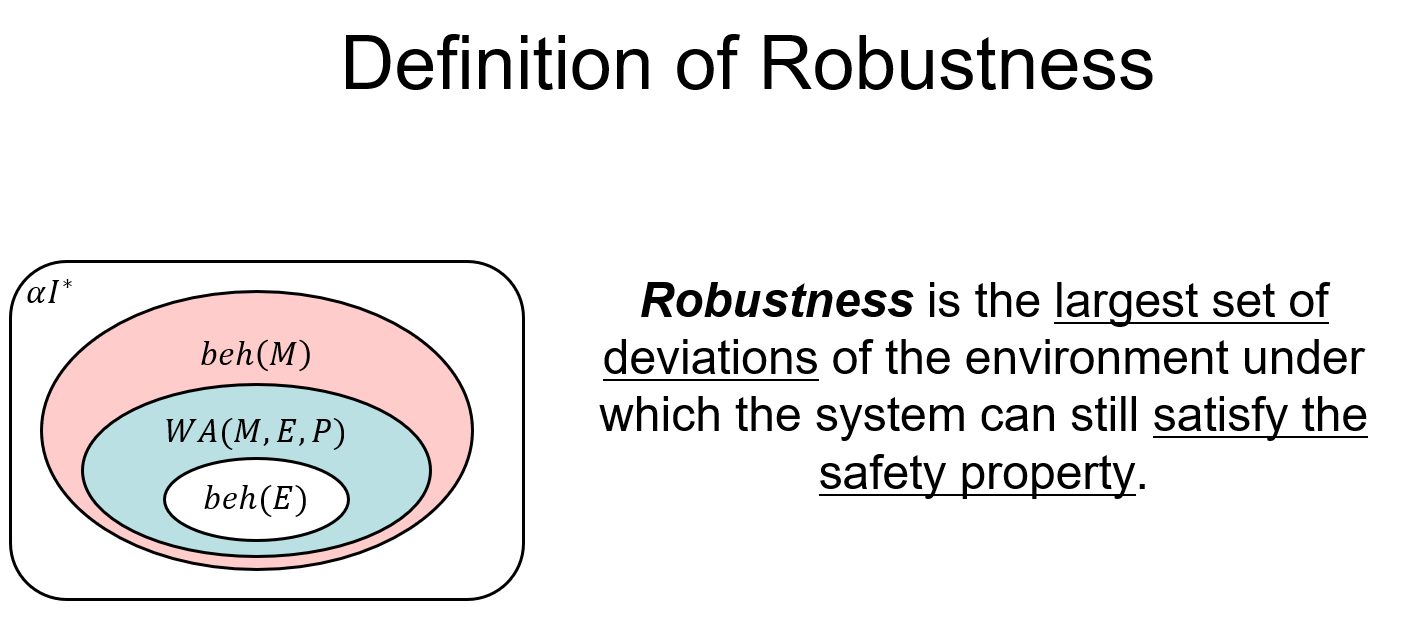 Definition of Robustness
αI*
beh(M)
WA(M, E, P)
beh(E)
Robustness is the largest set of
deviations of the environment under
which the system can still satisfy the
safety property.